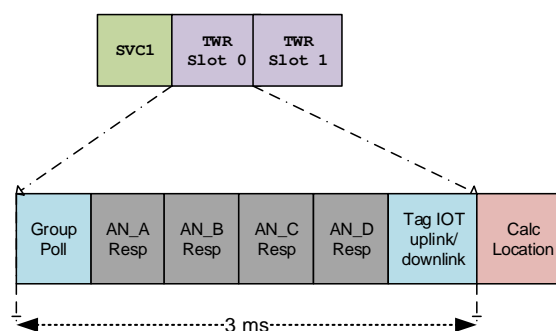 SVC1
TWR
Slot 0
TWR
Slot 1
Group
Poll
AN_A
Resp
AN_B
Resp
AN_C
Resp
AN_D
Resp
Tag IOT
uplink/
downlink
Calc
Location
3 ms